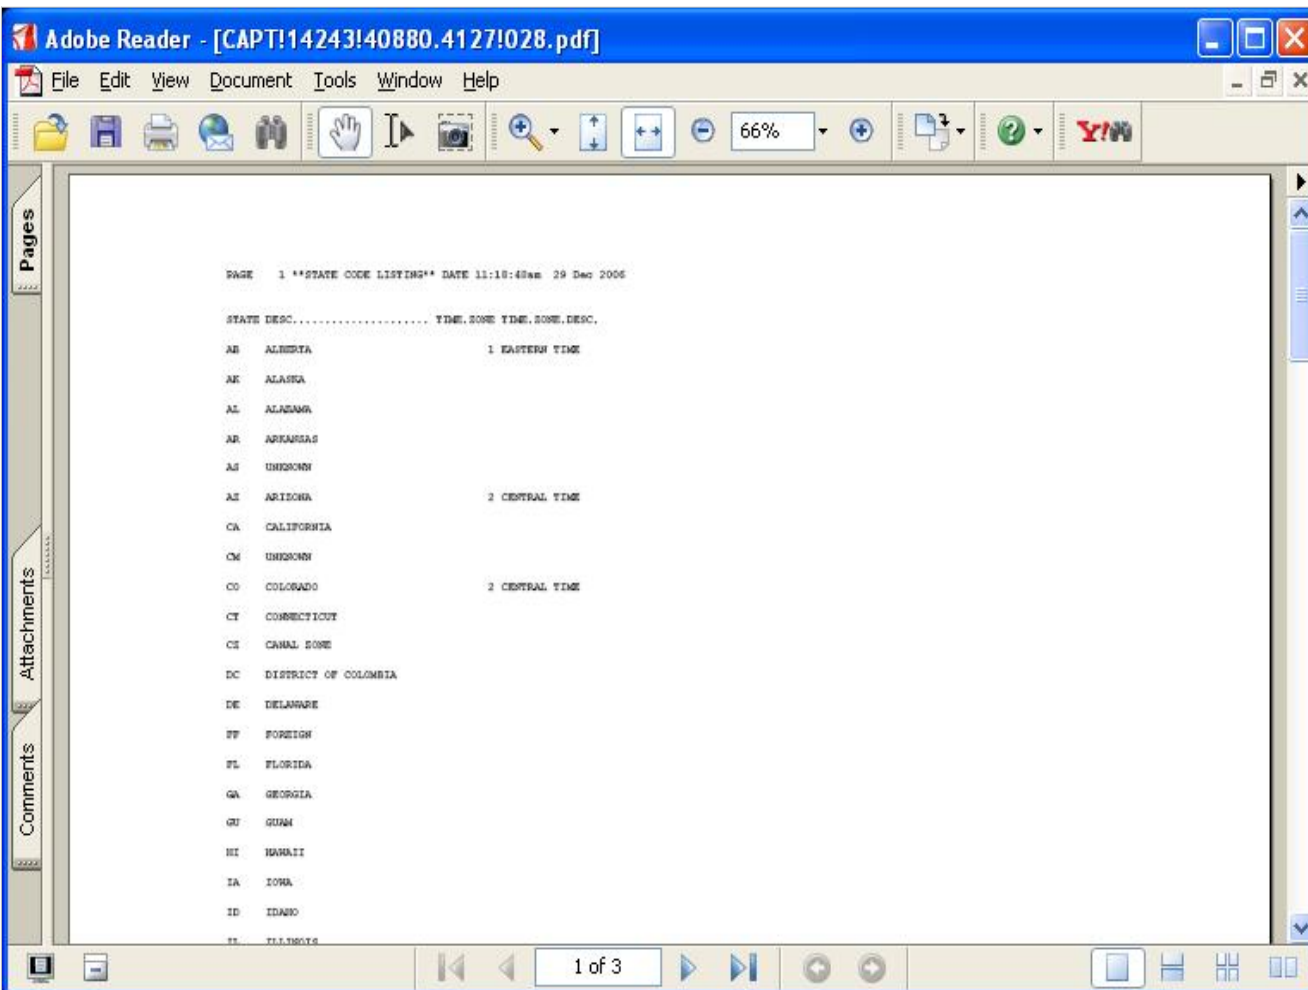 Adobe Reader - [CAPT!14243!40880.4127!028.pdf]
File Edit View Document Tools Window Help
66%
Y!
Pages
Attachments
Comments
PAGE 1 **STATE CODE LISTING** DATE 11:18:48am 29 Dec 2006
STATE DESC..................... TIME.ZONE TIME.ZONE.DESC.
AB ALBERTA 1 EASTERN TIME
AK ALASKA
AL ALABAMA
AR ARKANSAS
AS UNKNOWN
AZ ARIZONA 2 CENTRAL TIME
CA CALIFORNIA
CM UNKNOWN
CO COLORADO 2 CENTRAL TIME
CT CONNECTICUT
CZ CANAL ZONE
DC DISTRICT OF COLOMBIA
DE DELAWARE
FF FOREIGN
FL FLORIDA
GA GEORGIA
GU GUAM
HI HAWAII
IA IOWA
ID IDAHO
IL ILLINOIS
1 of 3